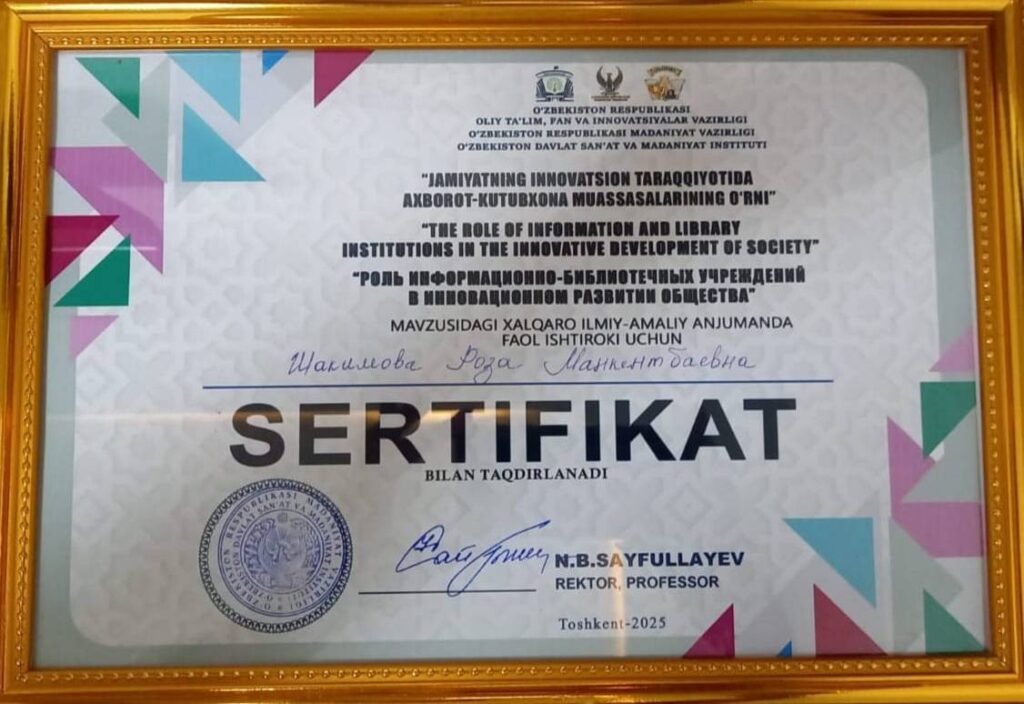 O'ZBEKISTON RESPUBLIKASI
OLIY TA'LIM, FAN VA INNOVATSIYALAR VAZIRLIGI
O'ZBEKISTON RESPUBLIKASI MADANIYAT VAZIRLIGI
O'ZBEKISTON DAVLAT SAN'AT VA MADANIYAT INSTITUTI
"JAMIYATNING INNOVATSION TARAQQIYOTIDA
AXBOROT-KUTUBXONA MUASSASALARINING O'RNI"
"THE ROLE OF INFORMATION AND LIBRARY
INSTITUTIONS IN THE INNOVATIVE DEVELOPMENT OF SOCIETY"
"РОЛЬ ИНФОРМАЦИОННО-БИБЛИОТЕЧНЫХ УЧРЕЖДЕНИЙ
В ИННОВАЦИОННОМ РАЗВИТИИ ОБЩЕСТВА"
MAVZUSIDAGI XALQARO ILMIY-AMALIY ANJUMANDA
FAOL ISHTIROKI UCHUN
Шакимова Роза Манкентбаевна
SERTIFIKAT
BILAN TAQDIRLANADI
N.B.SAYFULLAYEV
REKTOR, PROFESSOR
Toshkent-2025